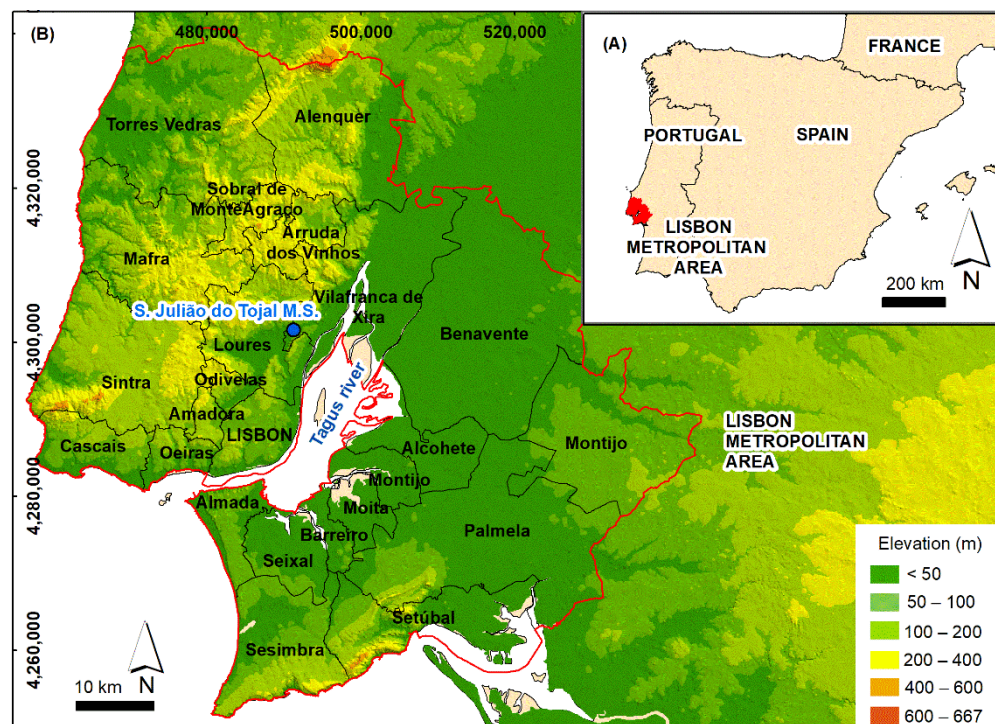 (B)
480,000
500,000
520,000
(A)
FRANCE
PORTUGAL
SPAIN
LISBON
METROPOLITAN
AREA
200 km
N
4,320,000
4,300,000
4,280,000
4,260,000
Torres Vedras
Alenquer
Sobral de
MonteAgraço
Arruda
dos Vinhos
Mafra
Vilafranca de
Xira
S. Julião do Tojal M.S.
Benavente
Loures
Sintra
Odivelas
Amadora
LISBON
Tagus river
Cascais
Oeiras
Alcohete
Montijo
LISBON
METROPOLITAN
AREA
Almada
Montijo
Moita
Barreiro
Palmela
Seixal
Setúbal
Sesimbra
10 km
N
Elevation (m)
< 50
50 – 100
100 – 200
200 – 400
400 – 600
600 – 667